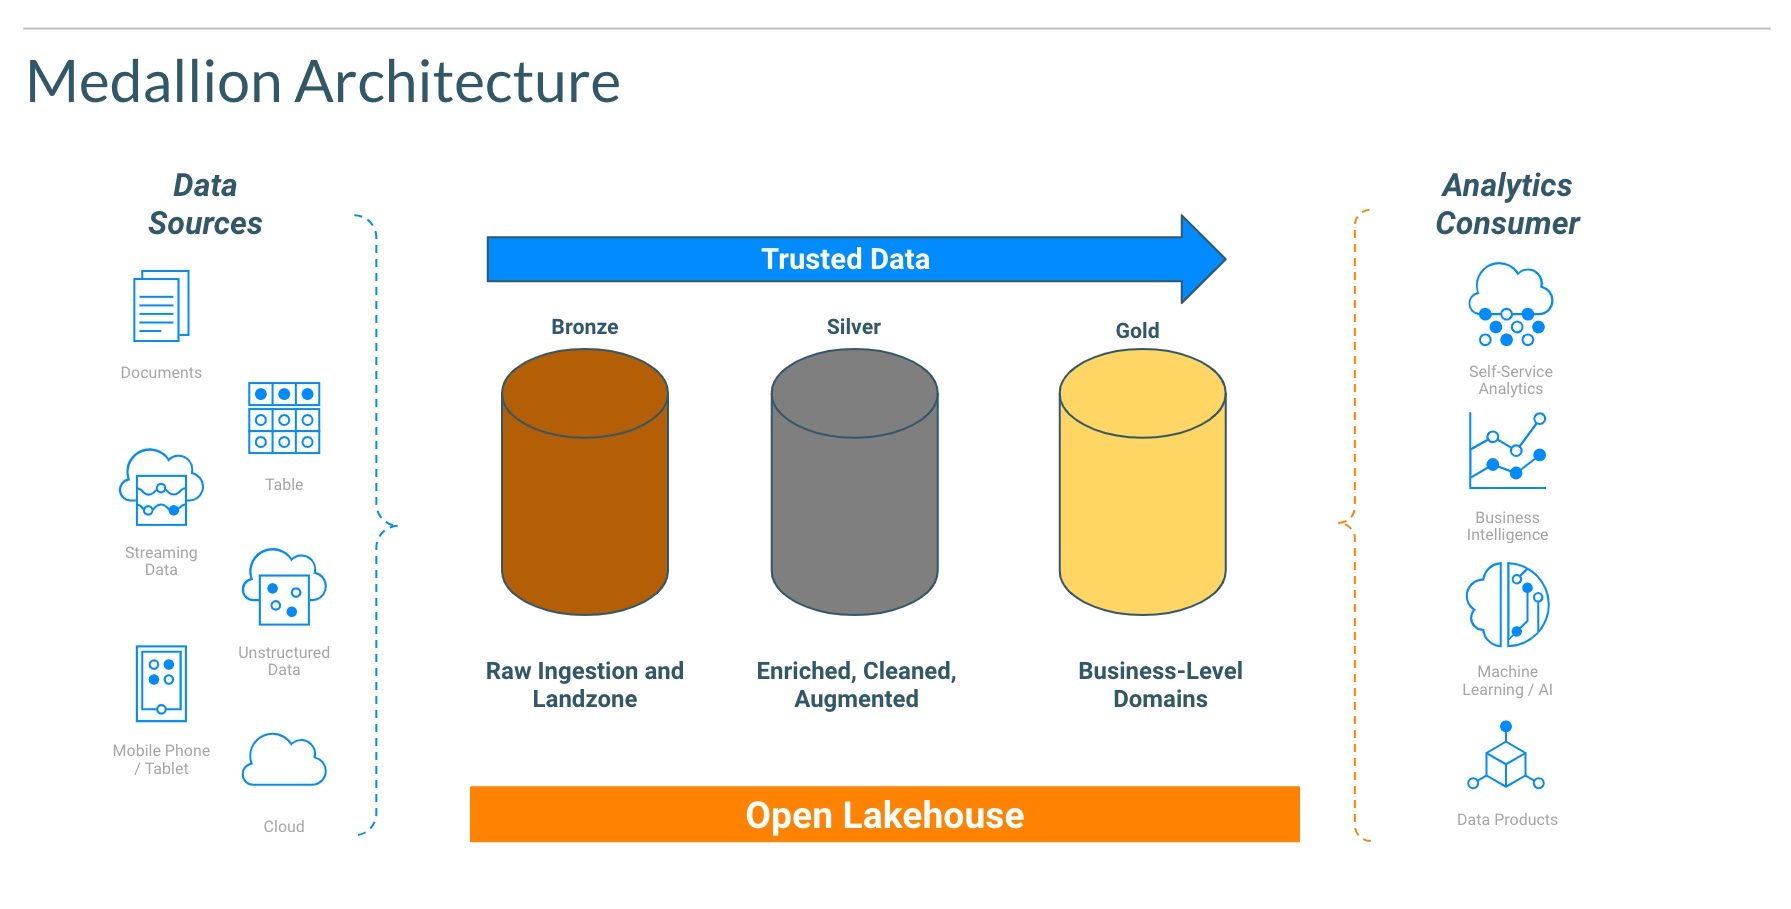 Medallion Architecture
Data
Sources
Documents
Table
Streaming
Data
Unstructured
Data
Mobile Phone
/ Tablet
Cloud
Trusted Data
Bronze
Silver
Gold
Raw Ingestion and
Landzone
Enriched, Cleaned,
Augmented
Business-Level
Domains
Open Lakehouse
Analytics
Consumer
Self-Service
Analytics
Business
Intelligence
Machine
Learning / AI
Data Products